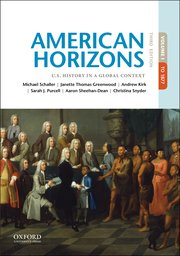 AMERICAN
HORIZONS
THIRD EDITION
VOLUME I
TO 1877
U.S. HISTORY IN A GLOBAL CONTEXT
Michael Schaller | Janette Thomas Greenwood | Andrew Kirk
Sarah J. Purcell | Aaron Sheehan-Dean | Christina Snyder
OXFORD
UNIVERSITY PRESS